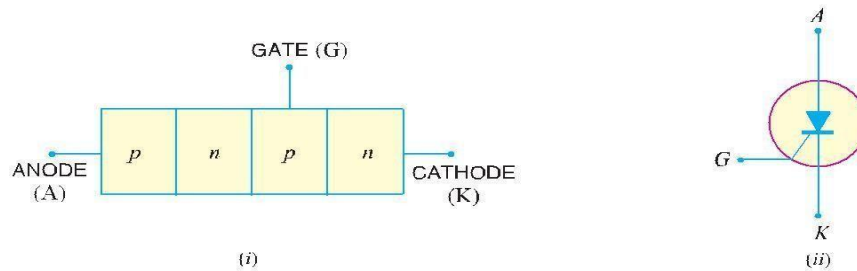 GATE (G)
p n p n
ANODE
(A)
CATHODE
(K)
(i)
A
G
K
(ii)